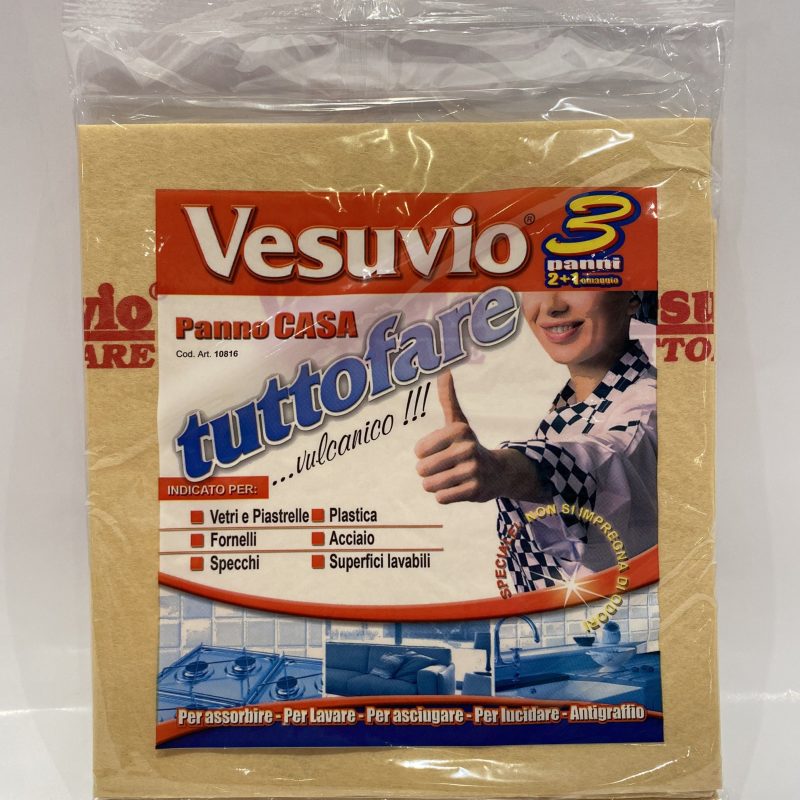 Vesuvio®
3
panni
2+1 omaggio
Panno CASA
Cod. Art. 10816
tuttofare
...vulcanico !!!
INDICATO PER:
Vetri e Piastrelle
Plastica
Fornelli
Acciaio
Specchi
Superfici lavabili
SPECIALE! NON SI IMPREGNA DI ODORI
Per assorbire - Per Lavare - Per asciugare - Per lucidare - Antigraffio
vio®
ARE
su
TTO